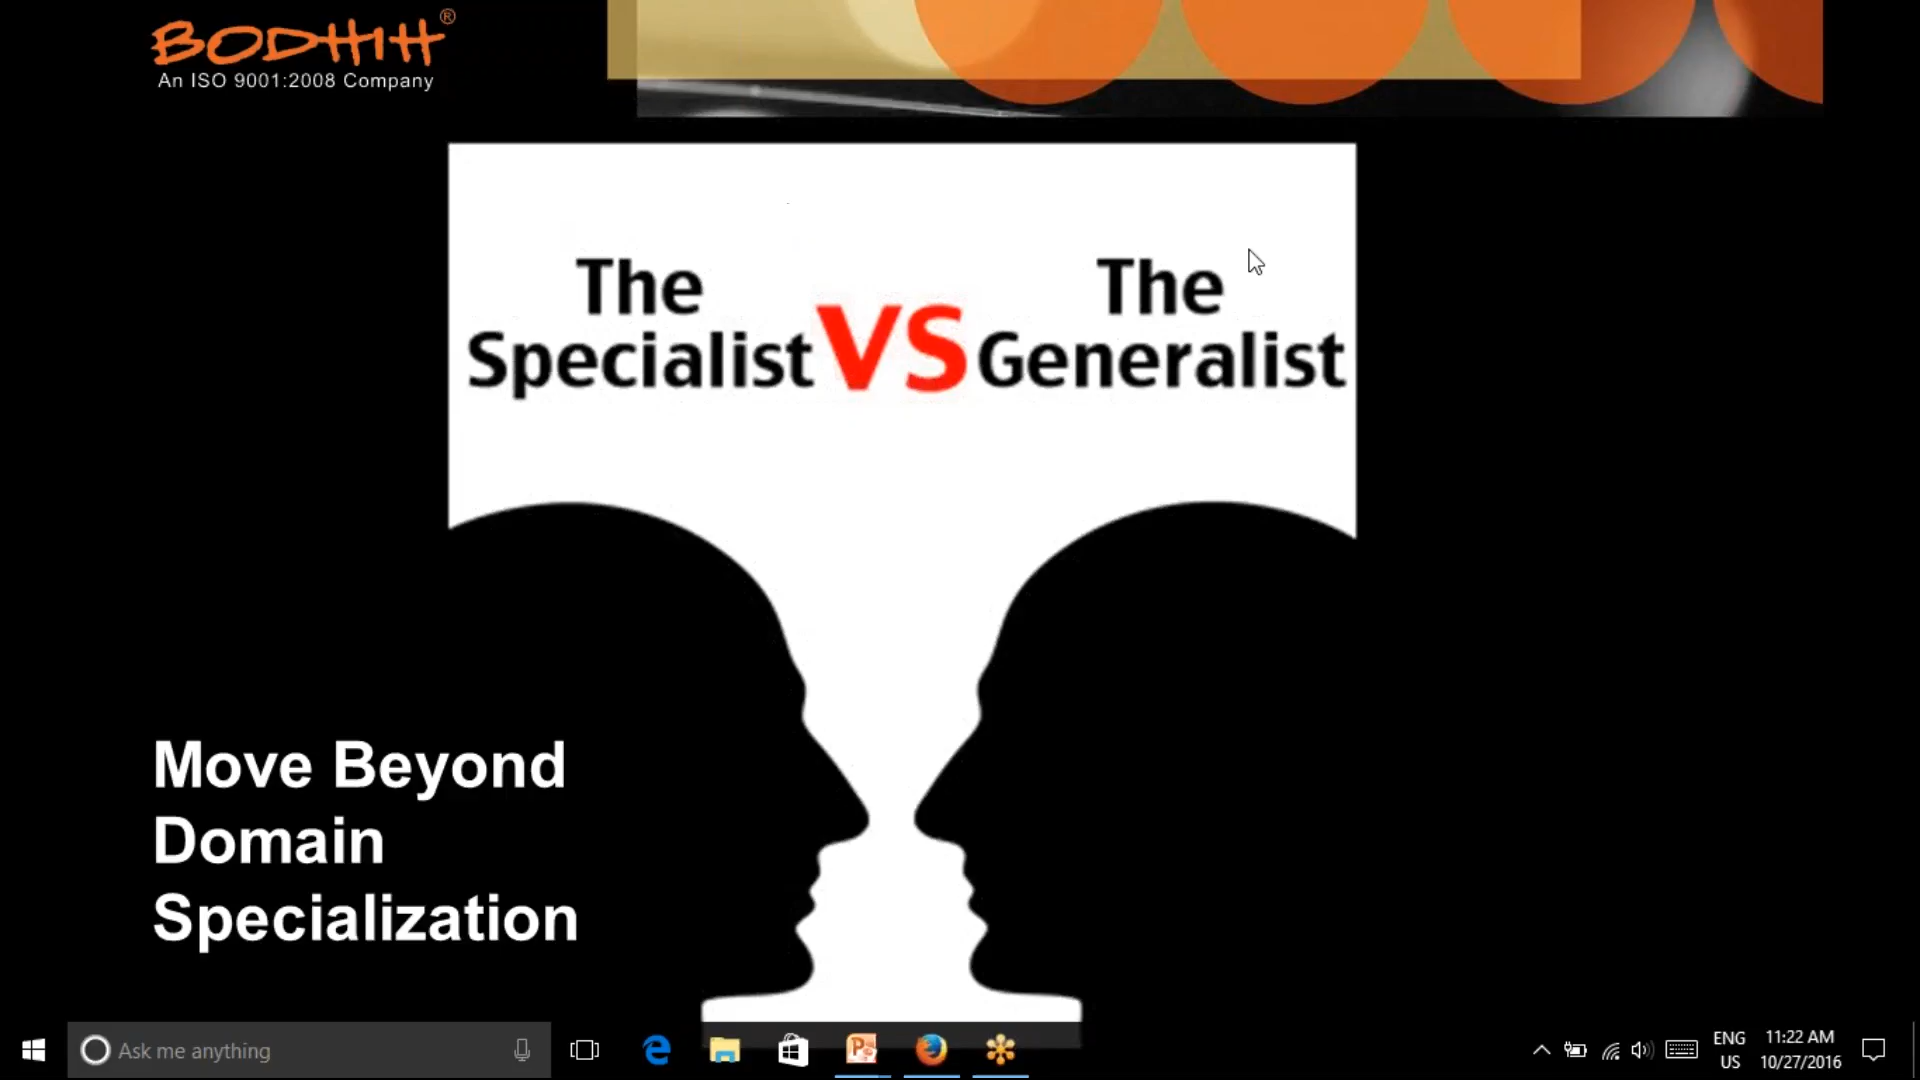 BODHIH®
An ISO 9001:2008 Company
The Specialist VS The Generalist
Move Beyond
Domain
Specialization
Ask me anything
ENG
US
11:22 AM
10/27/2016